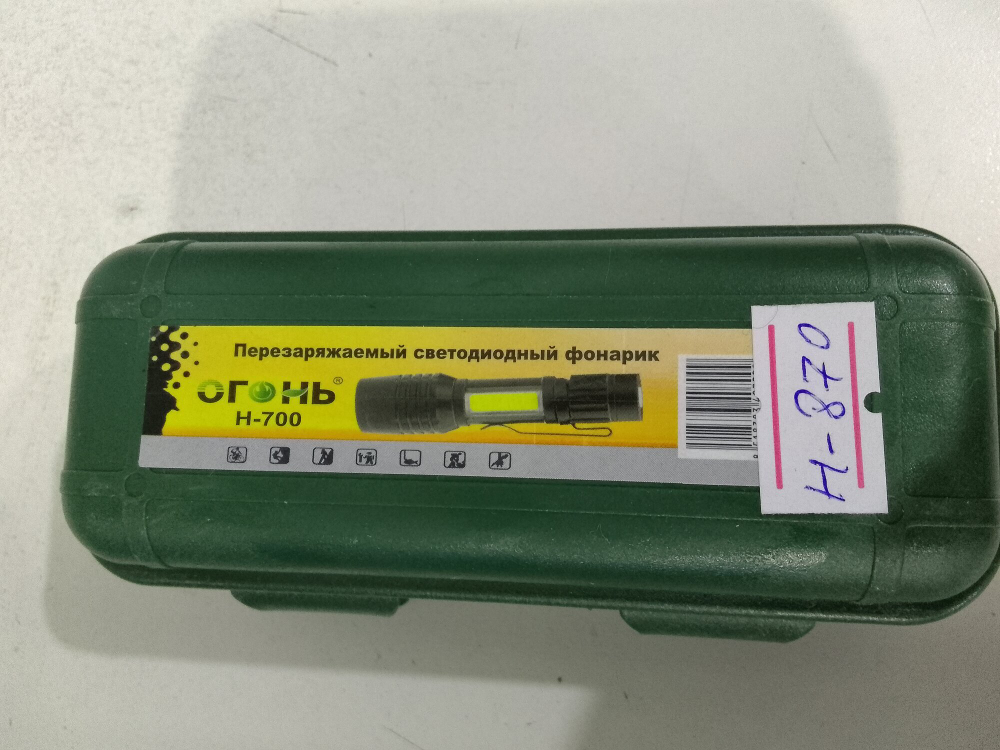 Перезаряжаемый светодиодный фонарик
ОГОНЬ®
Н-700
Н-870